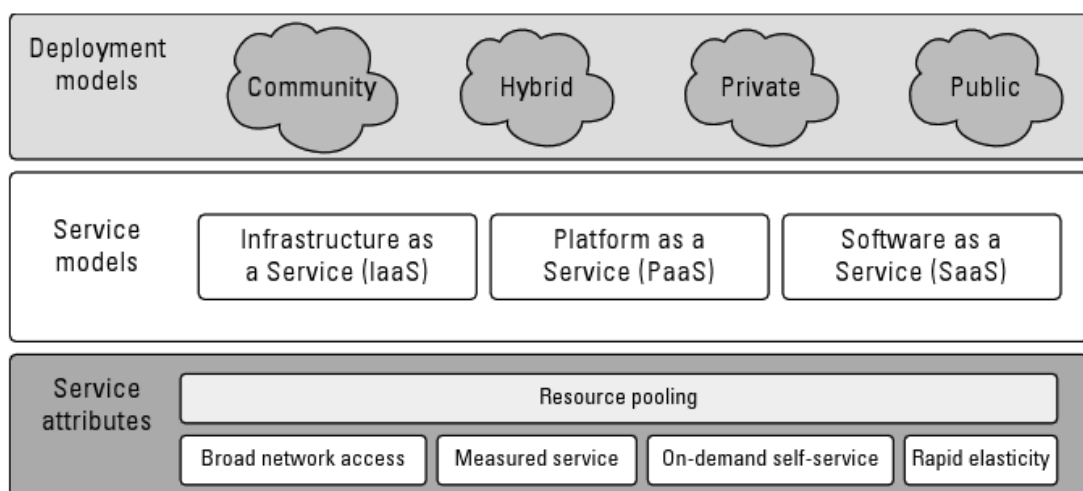 Deployment
models
Community
Hybrid
Private
Public
Service
models
Infrastructure as
a Service (IaaS)
Platform as a
Service (PaaS)
Software as a
Service (SaaS)
Service
attributes
Resource pooling
Broad network access
Measured service
On-demand self-service
Rapid elasticity